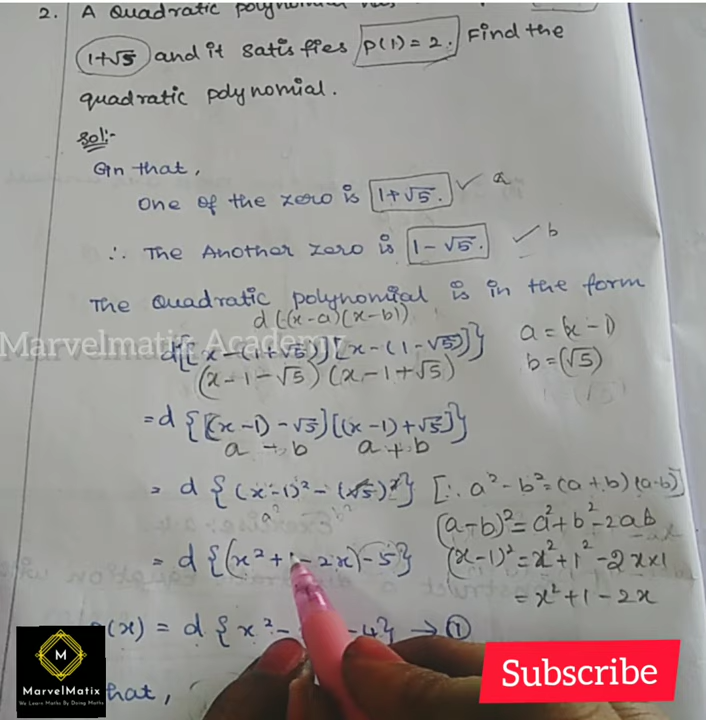 2. A Quadratic
1+√5 and it satisfies P(1) = 2. Find the
quadratic polynomial.
Sol:-
Gn that,
One of the zero is 1+√5. ✓ a
∴ The Another zero is 1-√5. ✓ b
The Quadratic polynomial is in the form
d((x-a)(x-b))
Marvelmatix Academy
d{[x-(1+√5)][x-(1-√5)]}
a = (x-1)
b = (√5)
(x-1-√5) (x-1+√5)
= d {[(x-1)-√5][(x-1)+√5]}
a - b a + b
= d {(x-1)² - (√5)²} [∴ a²-b²=(a+b)(a-b)]
a² b²
(a-b)² = a²+b²-2ab
= d {(x²+1-2x)-5} (x-1)² = x²+1²-2x×1
= x²+1-2x
(x) = d { x² - -4} → ①
that,
M
MarvelMatix
We Learn Maths By Doing Maths
Subscribe